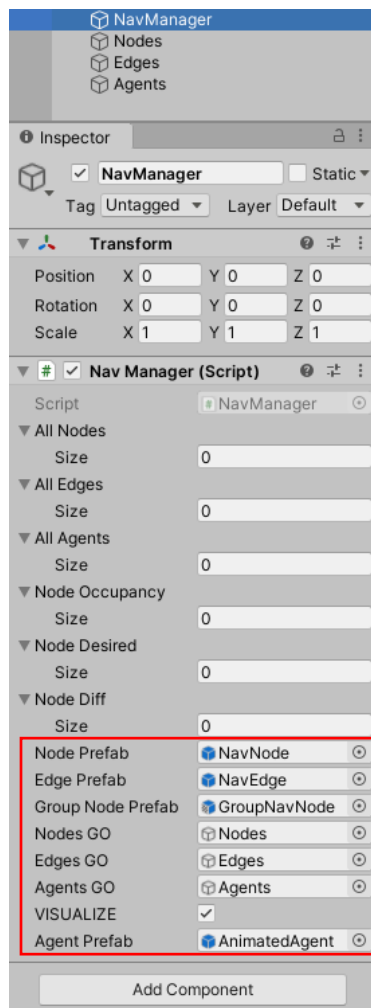 NavManager
Nodes
Edges
Agents
Inspector
NavManager Static
Tag Untagged Layer Default
Transform
Position X 0 Y 0 Z 0
Rotation X 0 Y 0 Z 0
Scale X 1 Y 1 Z 1
# Nav Manager (Script)
Script # NavManager
All Nodes
Size 0
All Edges
Size 0
All Agents
Size 0
Node Occupancy
Size 0
Node Desired
Size 0
Node Diff
Size 0
Node Prefab NavNode
Edge Prefab NavEdge
Group Node Prefab GroupNavNode
Nodes GO Nodes
Edges GO Edges
Agents GO Agents
VISUALIZE
Agent Prefab AnimatedAgent
Add Component